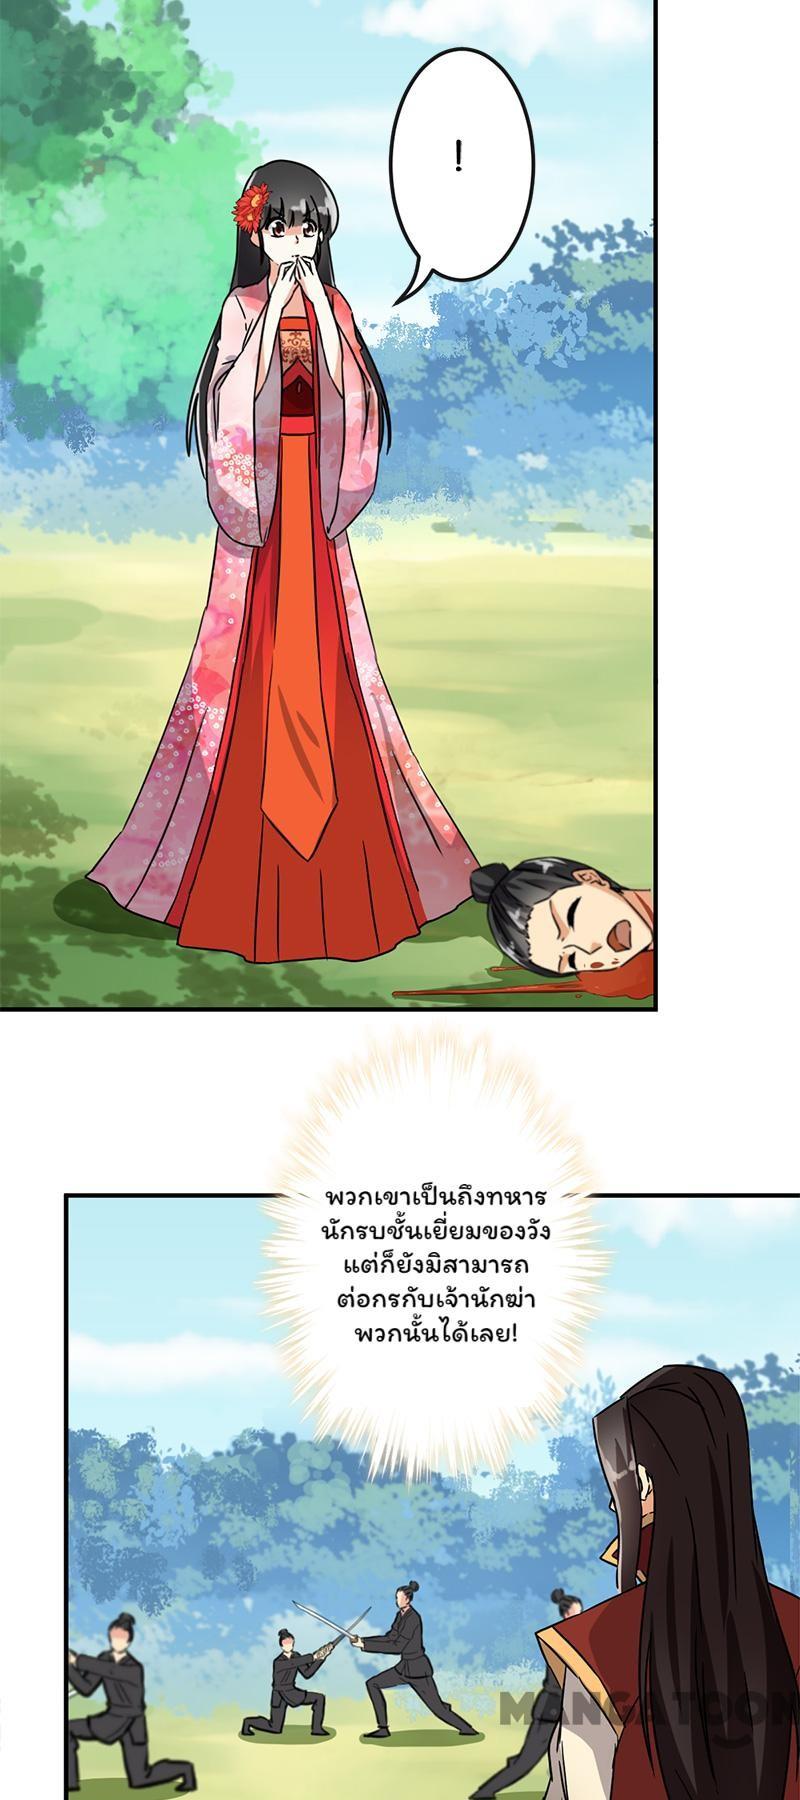 !
พวกเขาเป็นถึงทหาร
นักรบชั้นเยี่ยมของวัง
แต่ก็ยังมิสามารถ
ต่อกรกับเจ้านักฆ่า
พวกนั้นได้เลย!
MANGATOON